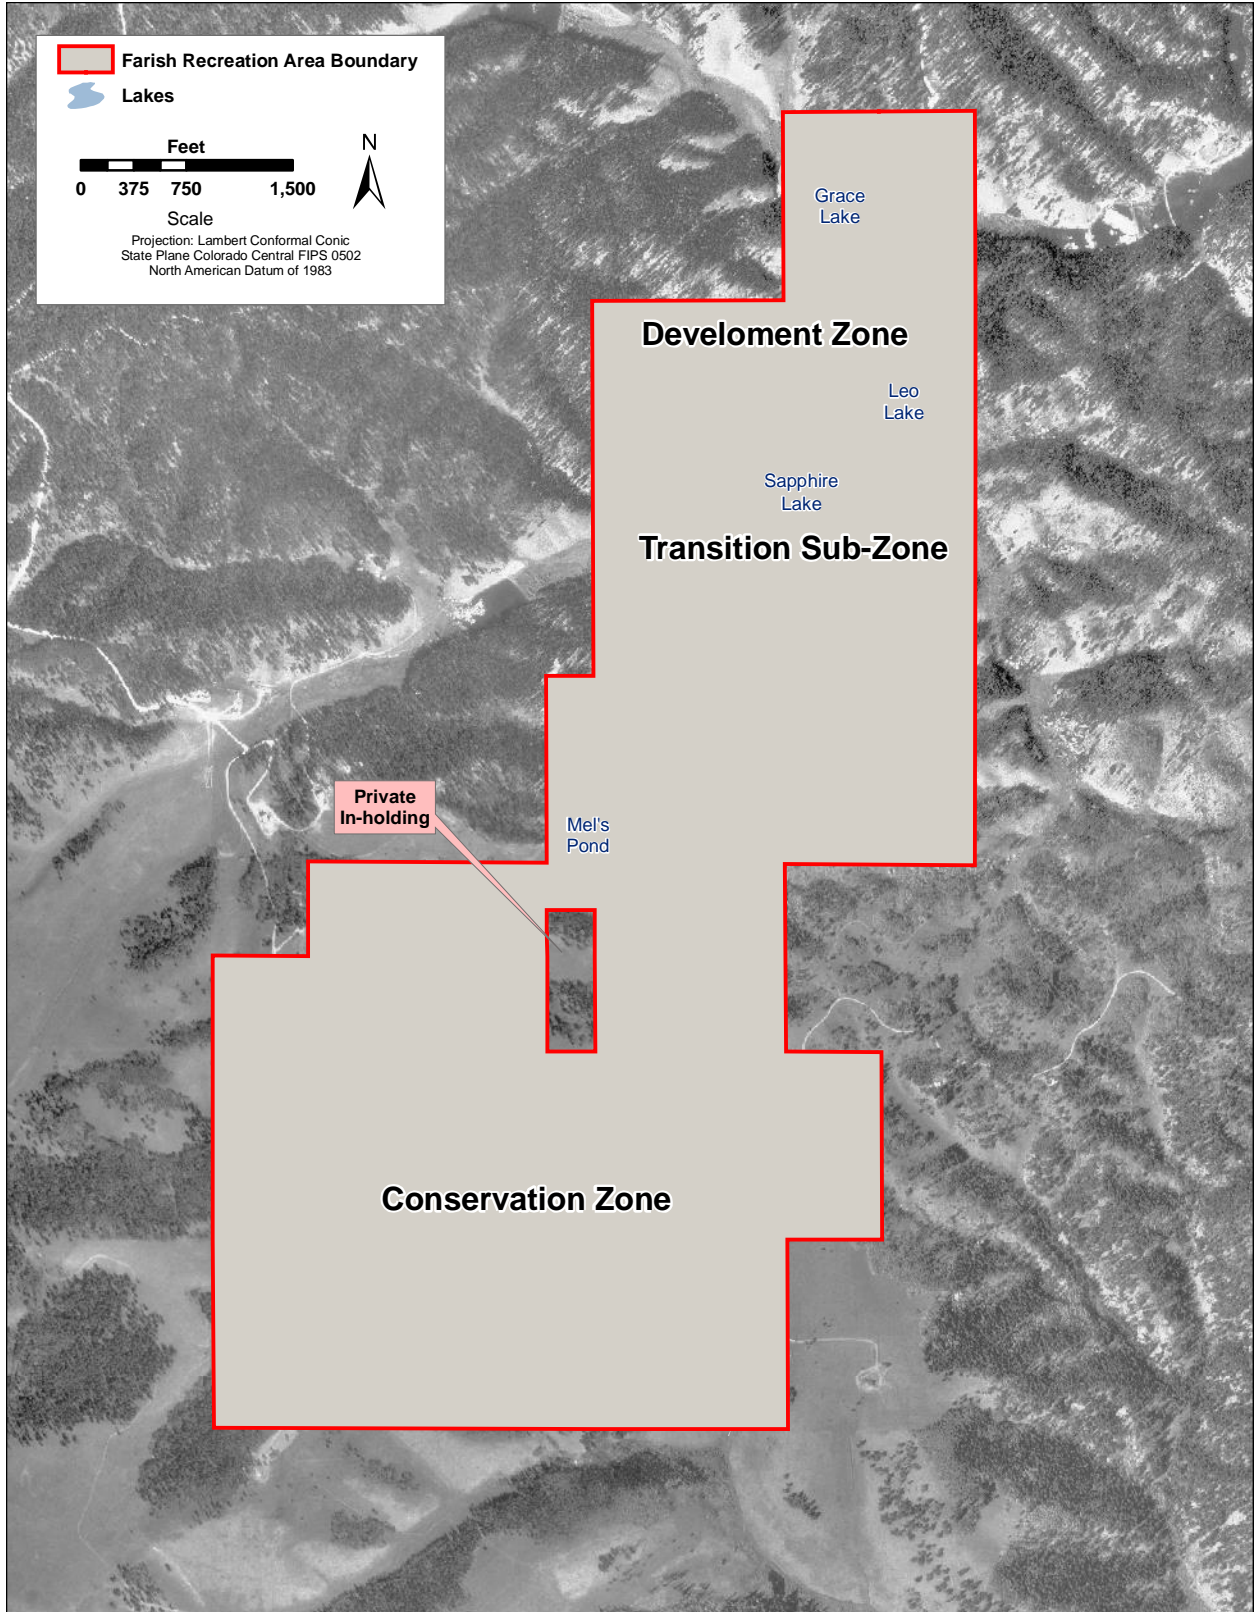 Farish Recreation Area Boundary
Lakes
Feet
0 375 750 1,500
Scale
Projection: Lambert Conformal Conic
State Plane Colorado Central FIPS 0502
North American Datum of 1983
N
Grace
Lake
Develoment Zone
Leo
Lake
Sapphire
Lake
Transition Sub-Zone
Private
In-holding
Mel's
Pond
Conservation Zone